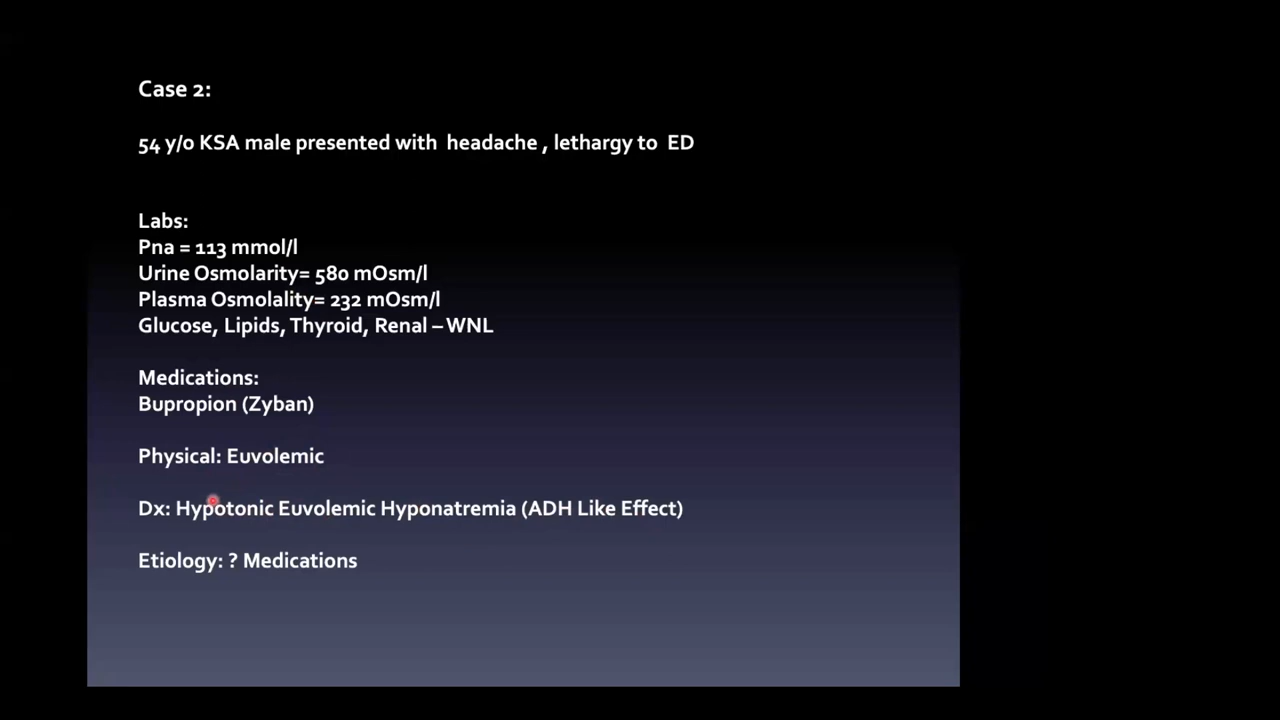 Case 2:
54 y/o KSA male presented with headache , lethargy to ED
Labs:
Pna = 113 mmol/l
Urine Osmolarity= 580 mOsm/l
Plasma Osmolality= 232 mOsm/l
Glucose, Lipids, Thyroid, Renal – WNL
Medications:
Bupropion (Zyban)
Physical: Euvolemic
Dx: Hypotonic Euvolemic Hyponatremia (ADH Like Effect)
Etiology: ? Medications